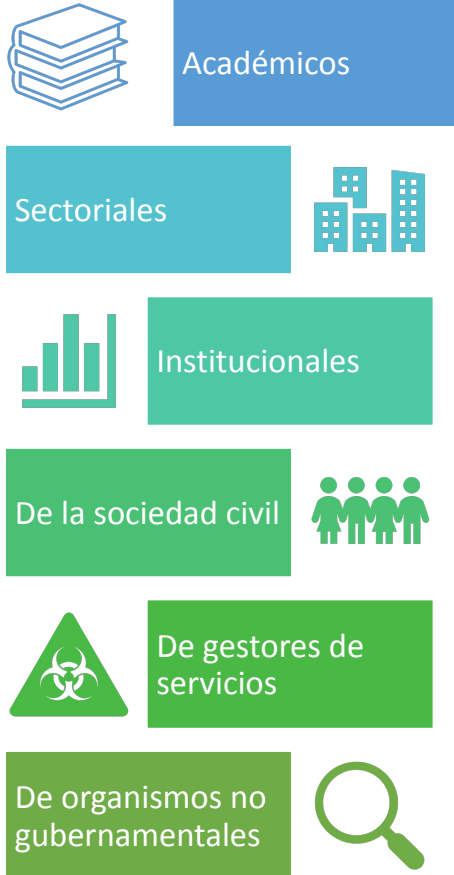 Académicos
Sectoriales
Institucionales
De la sociedad civil
De gestores de
servicios
De organismos no
gubernamentales